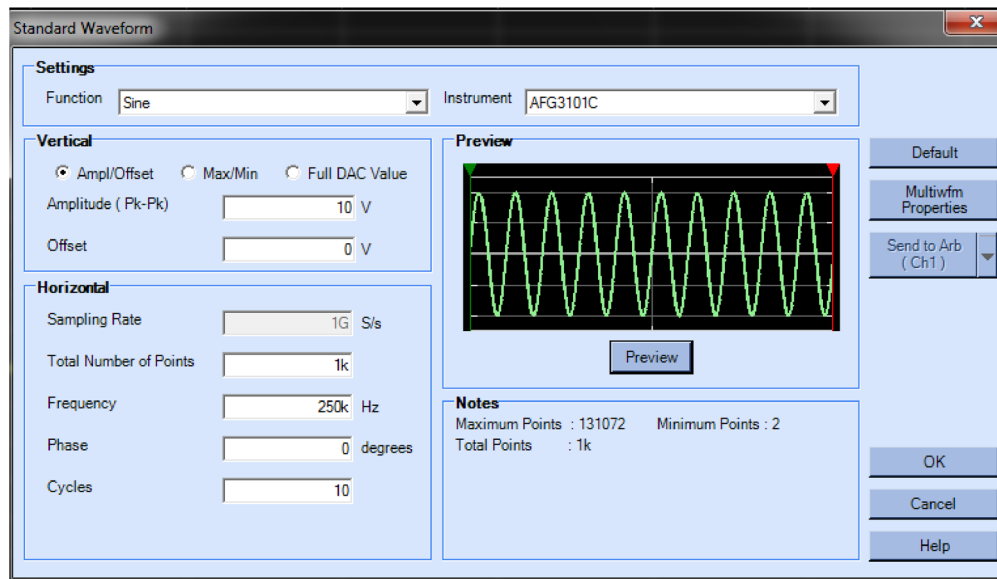 Standard Waveform
Settings
Function Sine Instrument AFG3101C
Vertical
Ampl/Offset Max/Min Full DAC Value
Amplitude ( Pk-Pk) 10 V
Offset 0 V
Horizontal
Sampling Rate 1G S/s
Total Number of Points 1k
Frequency 250k Hz
Phase 0 degrees
Cycles 10
Preview
Preview
Notes
Maximum Points : 131072 Minimum Points : 2
Total Points : 1k
Default
Multiwfm
Properties
Send to Arb
( Ch1 )
OK
Cancel
Help